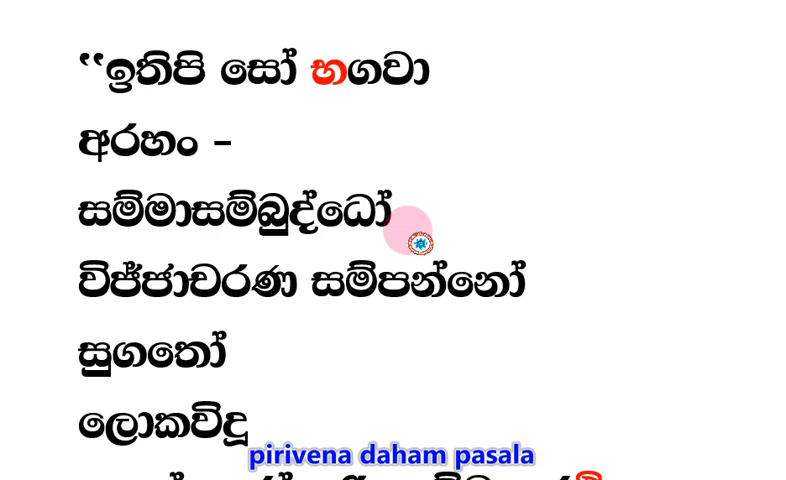 “ඉතිපි සෝ භගවා
අරහං –
සම්මාසම්බුද්ධෝ
විජ්ජාචරණ සම්පන්නෝ
සුගතෝ
ලොකවිදූ
pirivena daham pasala